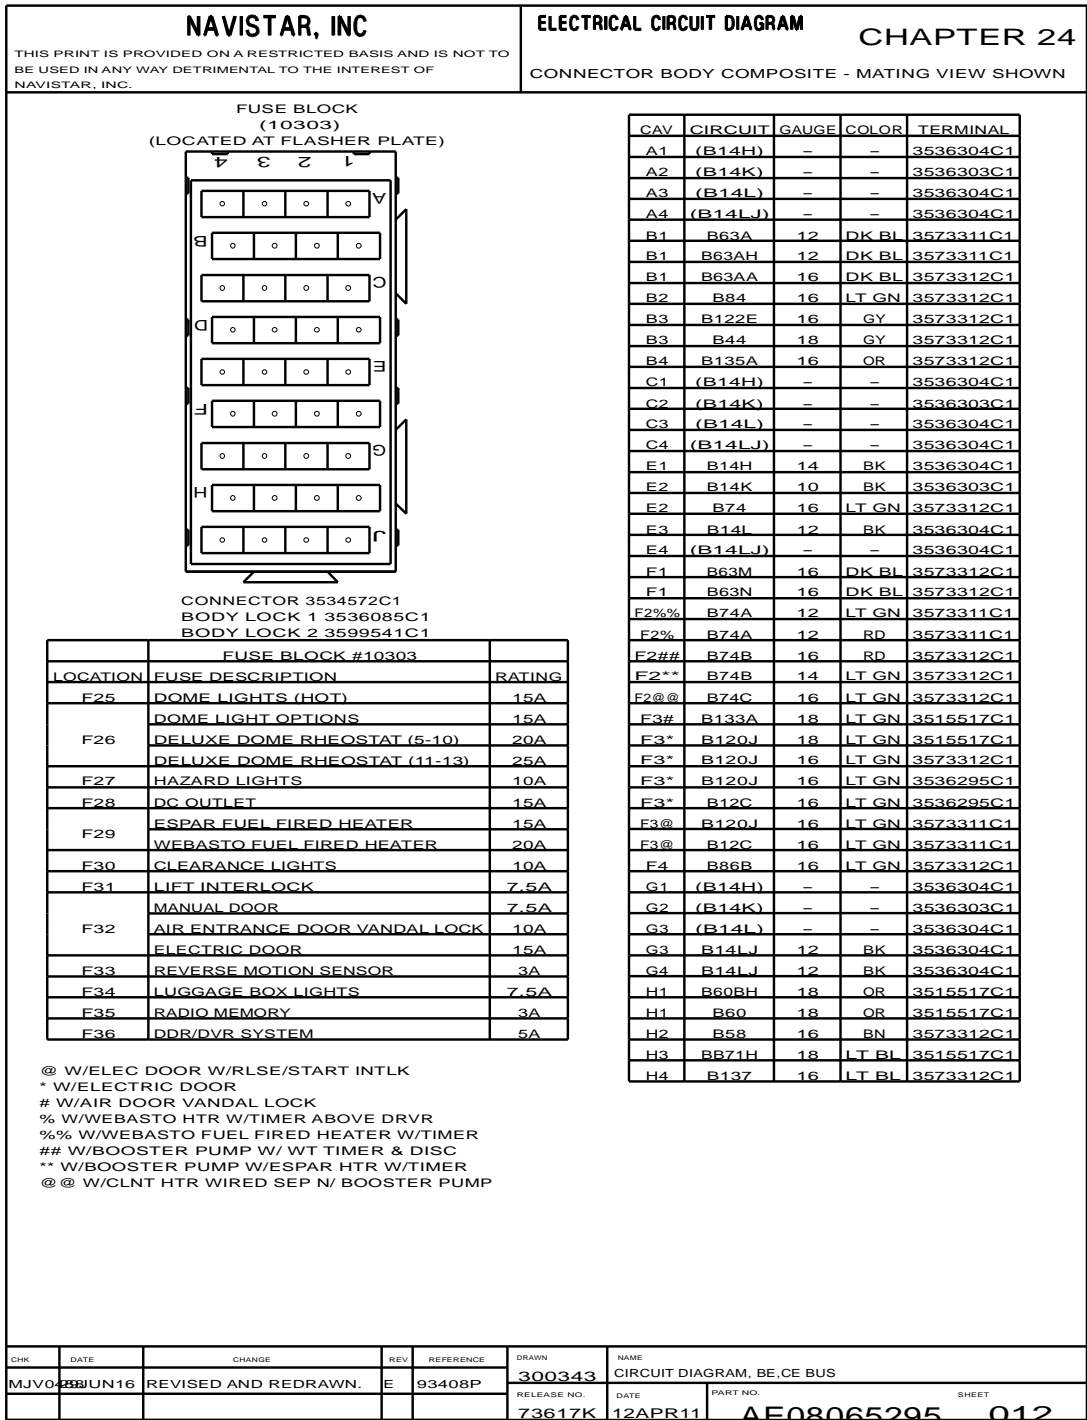 NAVISTAR, INC
THIS PRINT IS PROVIDED ON A RESTRICTED BASIS AND IS NOT TO
BE USED IN ANY WAY DETRIMENTAL TO THE INTEREST OF
NAVISTAR, INC.
ELECTRICAL CIRCUIT DIAGRAM
CHAPTER 24
CONNECTOR BODY COMPOSITE - MATING VIEW SHOWN
FUSE BLOCK
(10303)
(LOCATED AT FLASHER PLATE)
4 3 2 1
A
B
C
D
E
F
G
H
J
CONNECTOR 3534572C1
BODY LOCK 1 3536085C1
BODY LOCK 2 3599541C1
FUSE BLOCK #10303
LOCATION FUSE DESCRIPTION RATING
F25 DOME LIGHTS (HOT) 15A
F26 DOME LIGHT OPTIONS 15A
DELUXE DOME RHEOSTAT (5-10) 20A
DELUXE DOME RHEOSTAT (11-13) 25A
F27 HAZARD LIGHTS 10A
F28 DC OUTLET 15A
F29 ESPAR FUEL FIRED HEATER 15A
WEBASTO FUEL FIRED HEATER 20A
F30 CLEARANCE LIGHTS 10A
F31 LIFT INTERLOCK 7.5A
F32 MANUAL DOOR 7.5A
AIR ENTRANCE DOOR VANDAL LOCK 10A
ELECTRIC DOOR 15A
F33 REVERSE MOTION SENSOR 3A
F34 LUGGAGE BOX LIGHTS 7.5A
F35 RADIO MEMORY 3A
F36 DDR/DVR SYSTEM 5A
@ W/ELEC DOOR W/RLSE/START INTLK
* W/ELECTRIC DOOR
# W/AIR DOOR VANDAL LOCK
% W/WEBASTO HTR W/TIMER ABOVE DRVR
%% W/WEBASTO FUEL FIRED HEATER W/TIMER
## W/BOOSTER PUMP W/ WT TIMER & DISC
** W/BOOSTER PUMP W/ESPAR HTR W/TIMER
@@ W/CLNT HTR WIRED SEP N/ BOOSTER PUMP
CAV CIRCUIT GAUGE COLOR TERMINAL
A1 (B14H) – – 3536304C1
A2 (B14K) – – 3536303C1
A3 (B14L) – – 3536304C1
A4 (B14LJ) – – 3536304C1
B1 B63A 12 DK BL 3573311C1
B1 B63AH 12 DK BL 3573311C1
B1 B63AA 16 DK BL 3573312C1
B2 B84 16 LT GN 3573312C1
B3 B122E 16 GY 3573312C1
B3 B44 18 GY 3573312C1
B4 B135A 16 OR 3573312C1
C1 (B14H) – – 3536304C1
C2 (B14K) – – 3536303C1
C3 (B14L) – – 3536304C1
C4 (B14LJ) – – 3536304C1
E1 B14H 14 BK 3536304C1
E2 B14K 10 BK 3536303C1
E2 B74 16 LT GN 3573312C1
E3 B14L 12 BK 3536304C1
E4 (B14LJ) – – 3536304C1
F1 B63M 16 DK BL 3573312C1
F1 B63N 16 DK BL 3573312C1
F2%% B74A 12 LT GN 3573311C1
F2% B74A 12 RD 3573311C1
F2## B74B 16 RD 3573312C1
F2** B74B 14 LT GN 3573312C1
F2@@ B74C 16 LT GN 3573312C1
F3# B133A 18 LT GN 3515517C1
F3* B120J 18 LT GN 3515517C1
F3* B120J 16 LT GN 3573312C1
F3* B120J 16 LT GN 3536295C1
F3* B12C 16 LT GN 3536295C1
F3@ B120J 16 LT GN 3573311C1
F3@ B12C 16 LT GN 3573311C1
F4 B86B 16 LT GN 3573312C1
G1 (B14H) – – 3536304C1
G2 (B14K) – – 3536303C1
G3 (B14L) – – 3536304C1
G3 B14LJ 12 BK 3536304C1
G4 B14LJ 12 BK 3536304C1
H1 B60BH 18 OR 3515517C1
H1 B60 18 OR 3515517C1
H2 B58 16 BN 3573312C1
H3 BB71H 18 LT BL 3515517C1
H4 B137 16 LT BL 3573312C1
CHK DATE CHANGE REV REFERENCE
REVISED AND REDRAWN. E 93408P
DRAWN
300343
NAME
CIRCUIT DIAGRAM, BE,CE BUS
RELEASE NO.
73617K
DATE
12APR11
PART NO.
AE08065295
SHEET
012